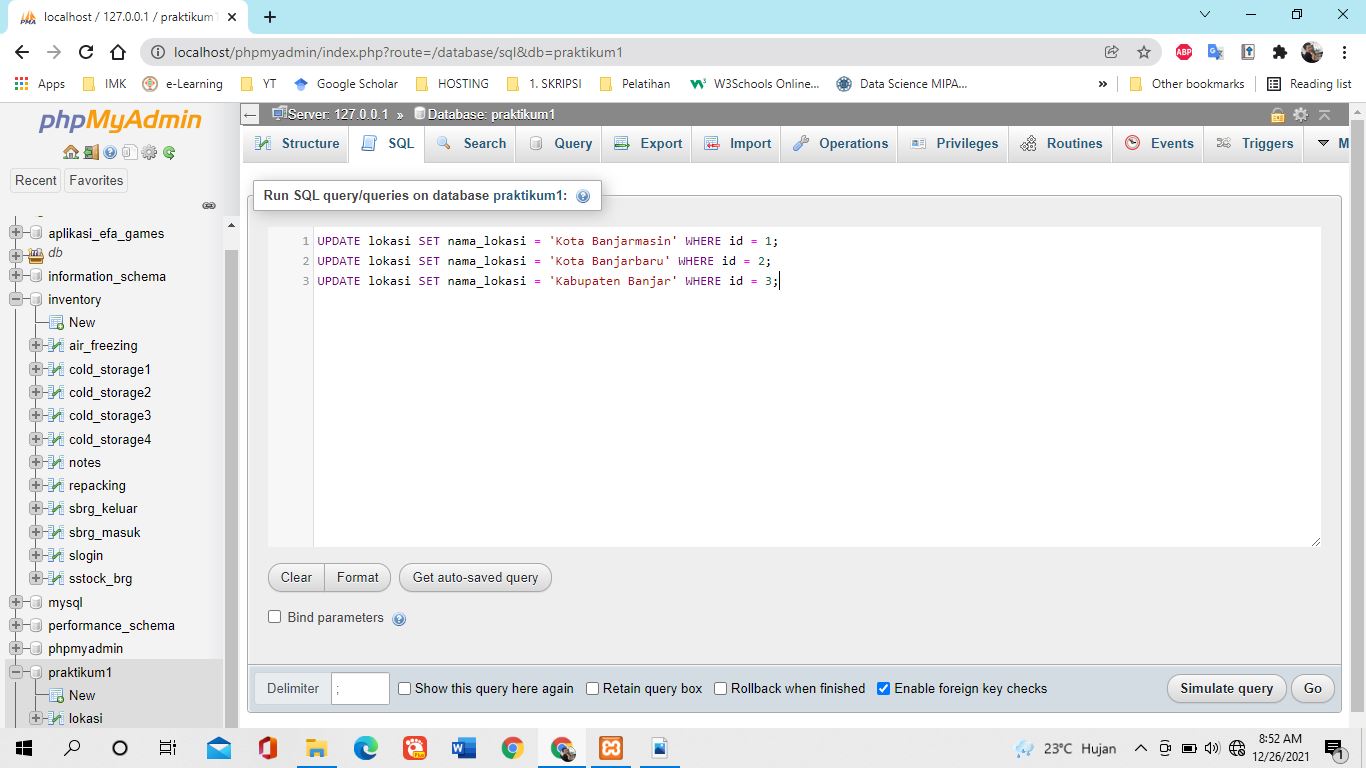 localhost / 127.0.0.1 / praktikum1
localhost/phpmyadmin/index.php?route=/database/sql&db=praktikum1
ABP
Apps IMK e-Learning YT Google Scholar HOSTING 1. SKRIPSI Pelatihan W3Schools Online... Data Science MIPA... » Other bookmarks Reading list
phpMyAdmin
Recent Favorites
aplikasi_efa_games
db
information_schema
inventory
New
air_freezing
cold_storage1
cold_storage2
cold_storage3
cold_storage4
notes
repacking
sbrg_keluar
sbrg_masuk
slogin
sstock_brg
mysql
performance_schema
phpmyadmin
praktikum1
New
lokasi
Server: 127.0.0.1 » Database: praktikum1
Structure SQL Search Query Export Import Operations Privileges Routines Events Triggers M
Run SQL query/queries on database praktikum1:
1 UPDATE lokasi SET nama_lokasi = 'Kota Banjarmasin' WHERE id = 1;
2 UPDATE lokasi SET nama_lokasi = 'Kota Banjarbaru' WHERE id = 2;
3 UPDATE lokasi SET nama_lokasi = 'Kabupaten Banjar' WHERE id = 3;
Clear Format Get auto-saved query
Bind parameters
Delimiter ; Show this query here again Retain query box Rollback when finished Enable foreign key checks Simulate query Go
23°C Hujan
8:52 AM
12/26/2021
1